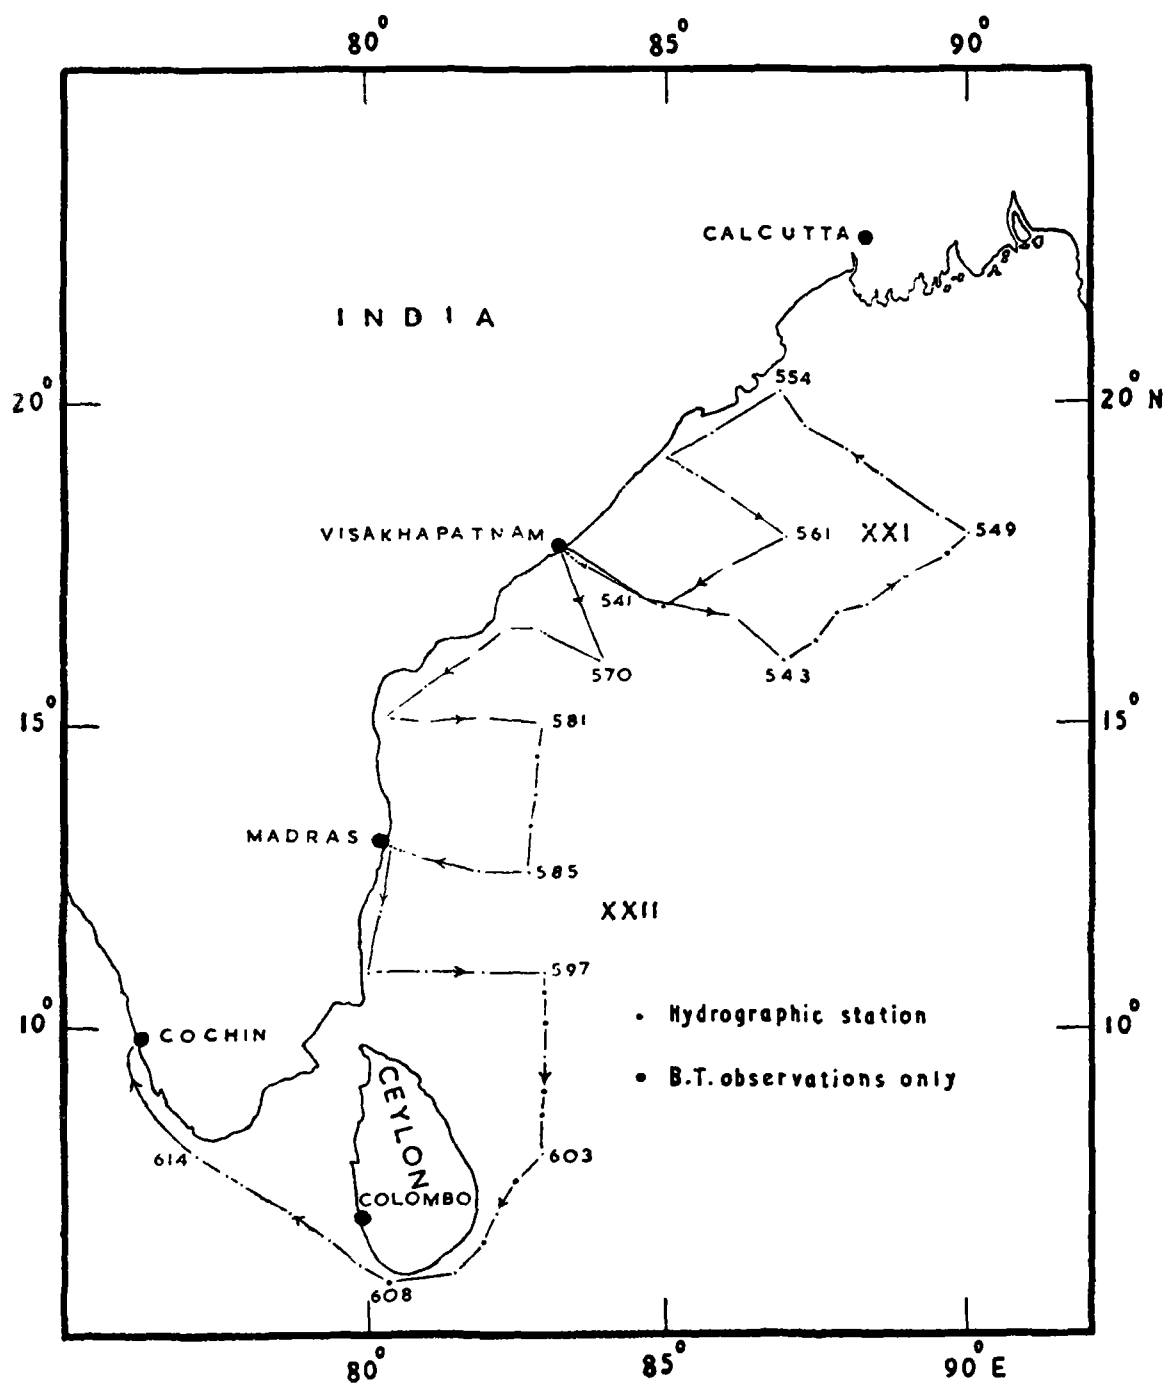 80° 85° 90°
CALCUTTA
INDIA
554
20° 20° N
VISAKHAPATNAM 561 XXI 549
541
570 543
15° 581 15°
MADRAS
585
XXII
597
10° Hydrographic station 10°
COCHIN
B.T. observations only
CEYLON
614 603
COLOMBO
608
80° 85° 90° E